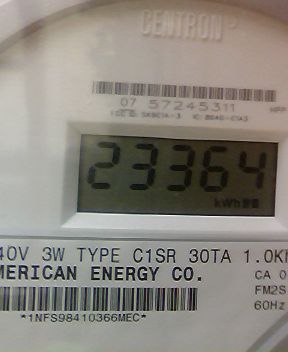 CENTRON
07 57245311
23364
kWh
40V 3W TYPE C1SR 30TA 1.0K
MERICAN ENERGY CO.
CA 0
FM2S
60Hz
*1NFS98410366MEC*